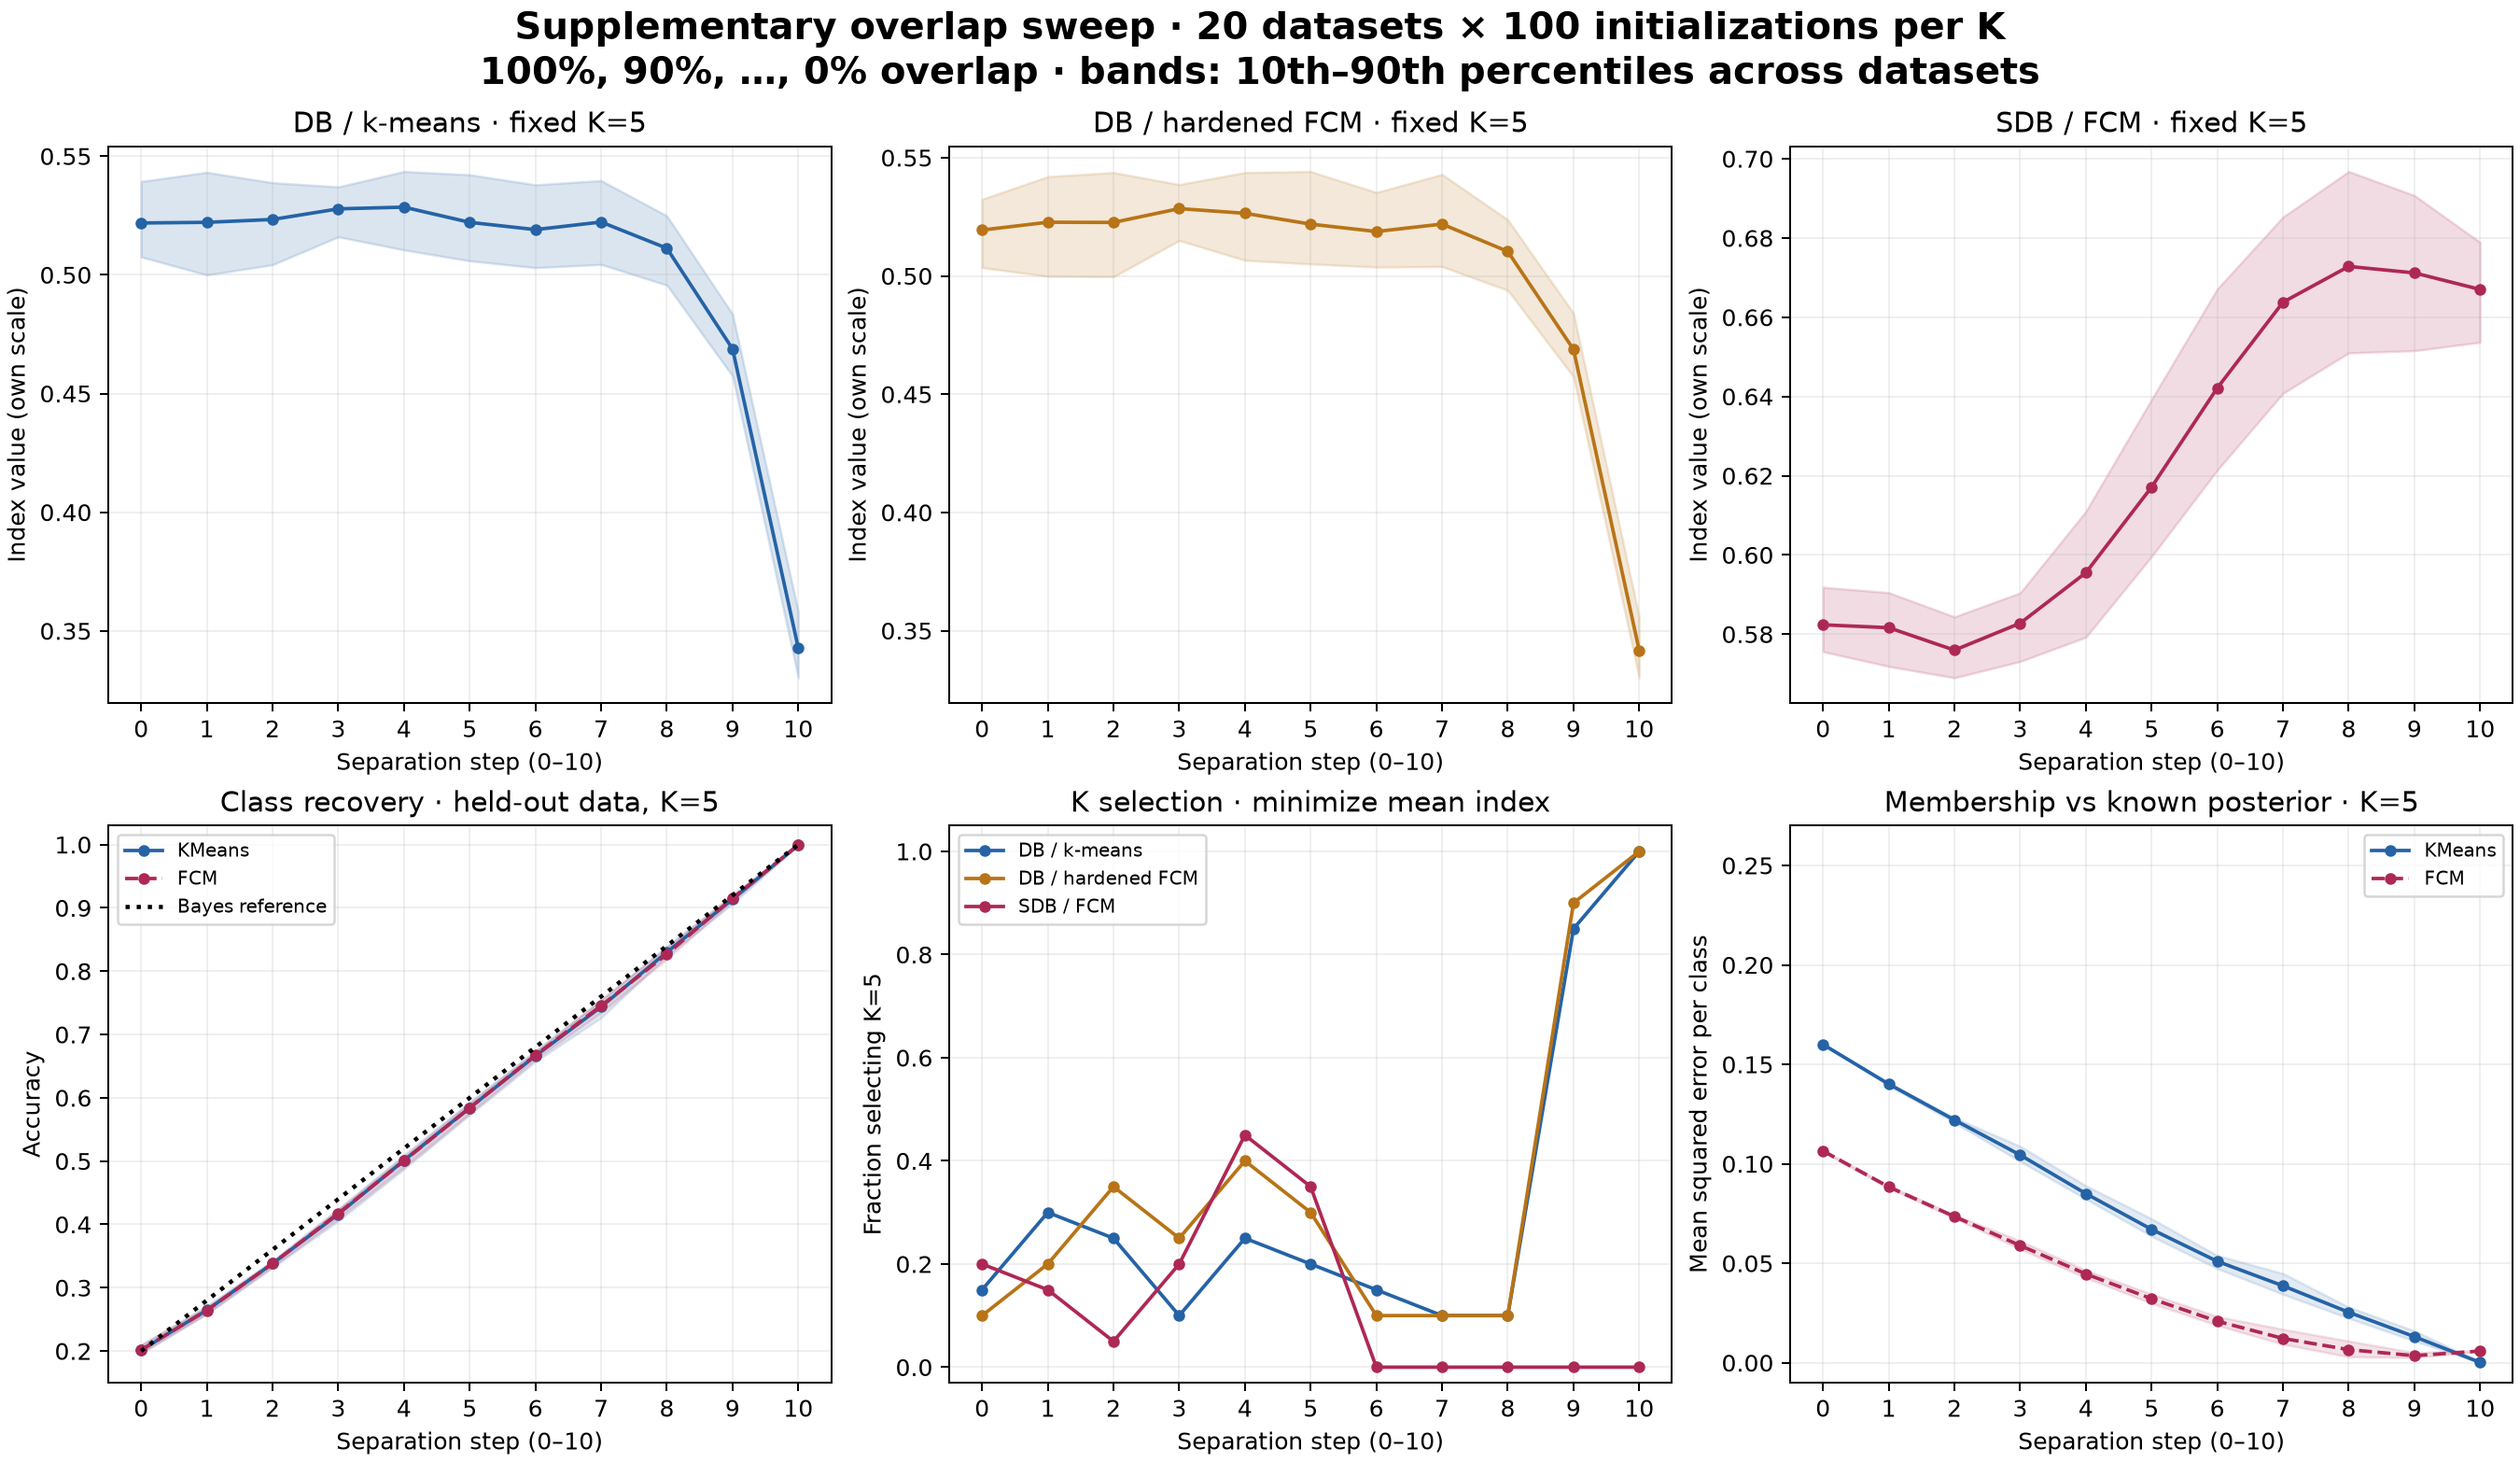 Supplementary overlap sweep · 20 datasets × 100 initializations per K
100%, 90%, ..., 0% overlap · bands: 10th–90th percentiles across datasets
DB / k-means · fixed K=5
Index value (own scale)
0.55
0.50
0.45
0.40
0.35
0 1 2 3 4 5 6 7 8 9 10
Separation step (0–10)
DB / hardened FCM · fixed K=5
Index value (own scale)
0.55
0.50
0.45
0.40
0.35
0 1 2 3 4 5 6 7 8 9 10
Separation step (0–10)
SDB / FCM · fixed K=5
Index value (own scale)
0.70
0.68
0.66
0.64
0.62
0.60
0.58
0 1 2 3 4 5 6 7 8 9 10
Separation step (0–10)
Class recovery · held-out data, K=5
KMeans
FCM
Bayes reference
Accuracy
1.0
0.9
0.8
0.7
0.6
0.5
0.4
0.3
0.2
0 1 2 3 4 5 6 7 8 9 10
Separation step (0–10)
K selection · minimize mean index
DB / k-means
DB / hardened FCM
SDB / FCM
Fraction selecting K=5
1.0
0.8
0.6
0.4
0.2
0.0
0 1 2 3 4 5 6 7 8 9 10
Separation step (0–10)
Membership vs known posterior · K=5
KMeans
FCM
Mean squared error per class
0.25
0.20
0.15
0.10
0.05
0.00
0 1 2 3 4 5 6 7 8 9 10
Separation step (0–10)